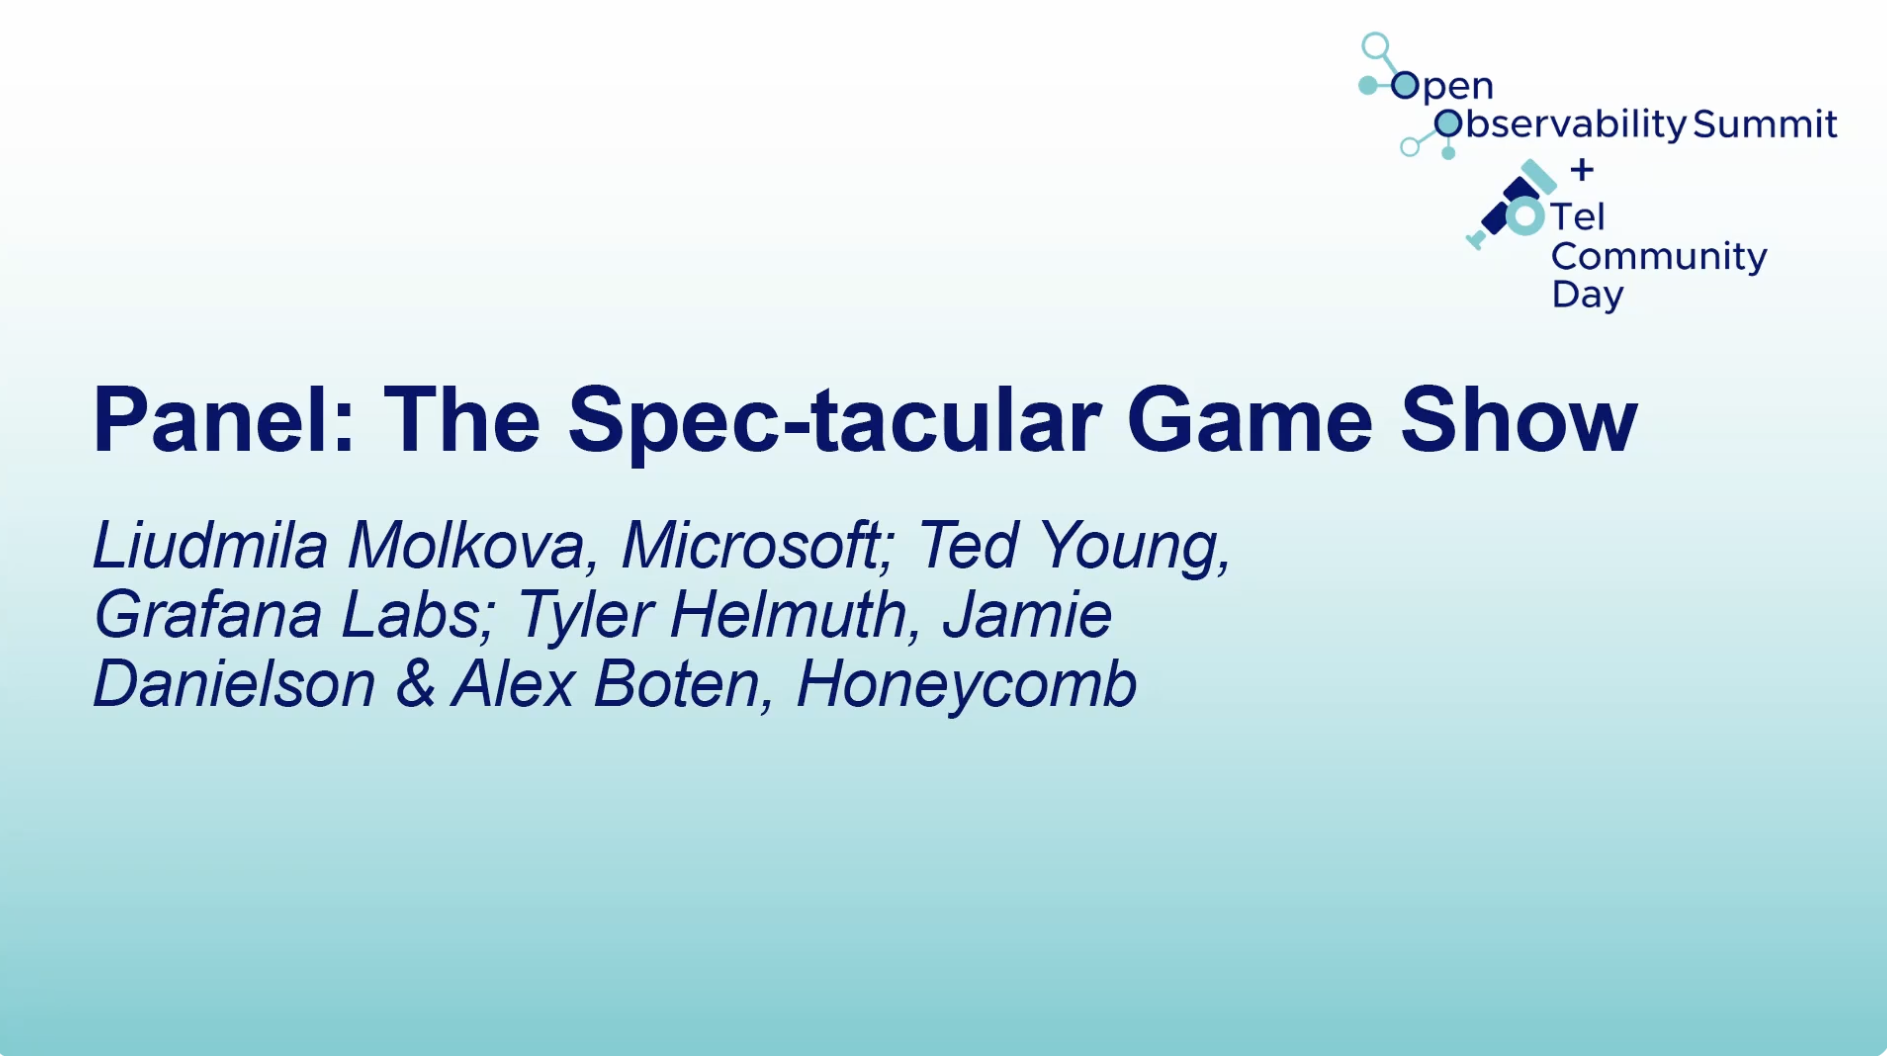 Open
Observability Summit
+
OTel
Community
Day
Panel: The Spec-tacular Game Show
Liudmila Molkova, Microsoft; Ted Young,
Grafana Labs; Tyler Helmuth, Jamie
Danielson & Alex Boten, Honeycomb